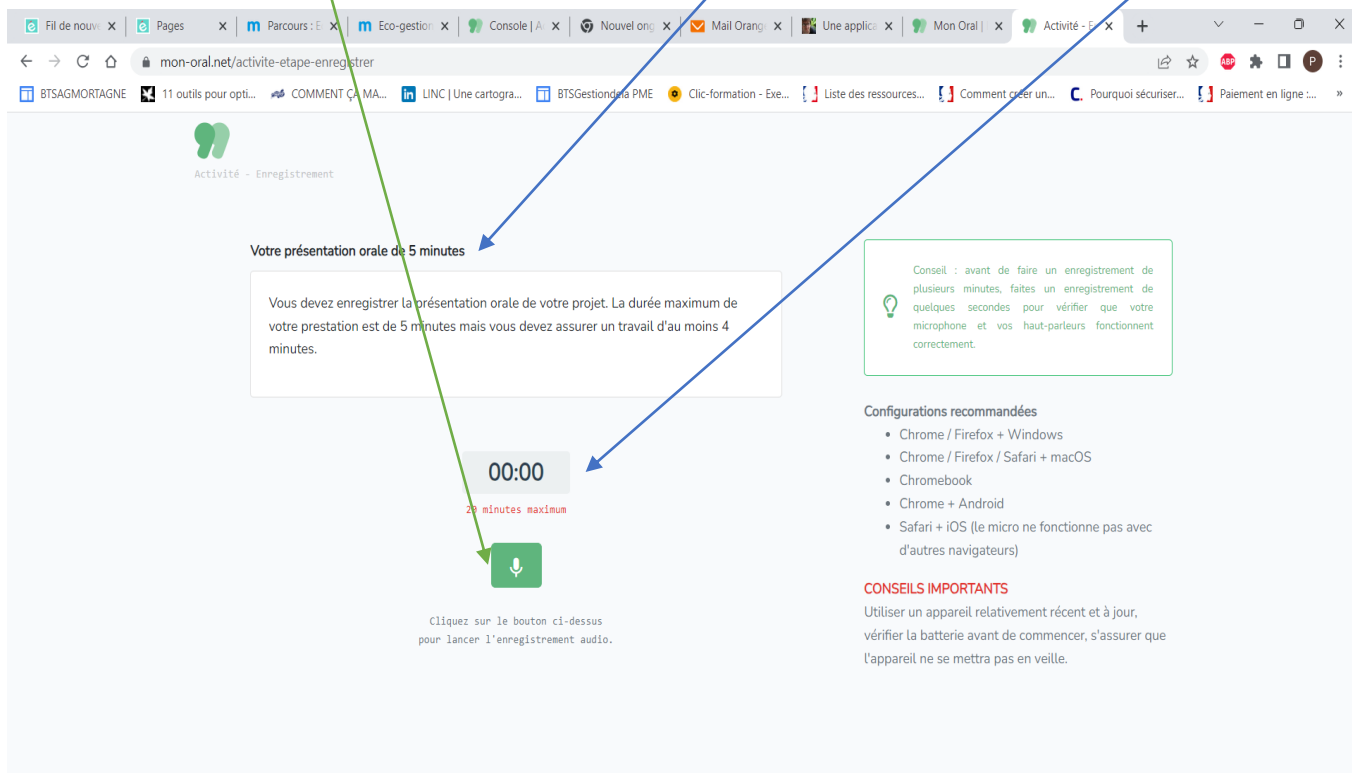 Fil de nouve
Pages
Parcours : E
Eco-gestion
Console | A
Nouvel ong
Mail Orange
Une applica
Mon Oral |
Activité - En
mon-oral.net/activite-etape-enregistrer
ABP
P
BTSAGMORTAGNE
11 outils pour opti...
COMMENT ÇA MA...
LINC | Une cartogra...
BTSGestiondela PME
Clic-formation - Exe...
Liste des ressources...
Comment créer un...
Pourquoi sécuriser...
Paiement en ligne :...
»
Activité - Enregistrement
Votre présentation orale de 5 minutes
Vous devez enregistrer la présentation orale de votre projet. La durée maximum de
votre prestation est de 5 minutes mais vous devez assurer un travail d'au moins 4
minutes.
00:00
20 minutes maximum
Cliquez sur le bouton ci-dessus
pour lancer l'enregistrement audio.
Conseil : avant de faire un enregistrement de
plusieurs minutes, faites un enregistrement de
quelques secondes pour vérifier que votre
microphone et vos haut-parleurs fonctionnent
correctement.
Configurations recommandées
• Chrome / Firefox + Windows
• Chrome / Firefox / Safari + macOS
• Chromebook
• Chrome + Android
• Safari + iOS (le micro ne fonctionne pas avec
d'autres navigateurs)
CONSEILS IMPORTANTS
Utiliser un appareil relativement récent et à jour,
vérifier la batterie avant de commencer, s'assurer que
l'appareil ne se mettra pas en veille.